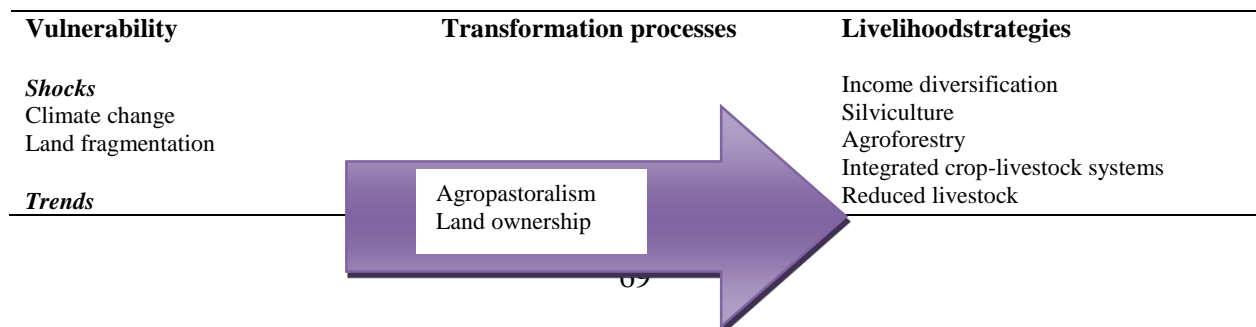 Vulnerability Transformation processes Livelihoodstrategies
Shocks
Climate change
Land fragmentation
Trends
Agropastoralism
Land ownership
Income diversification
Silviculture
Agroforestry
Integrated crop-livestock systems
Reduced livestock